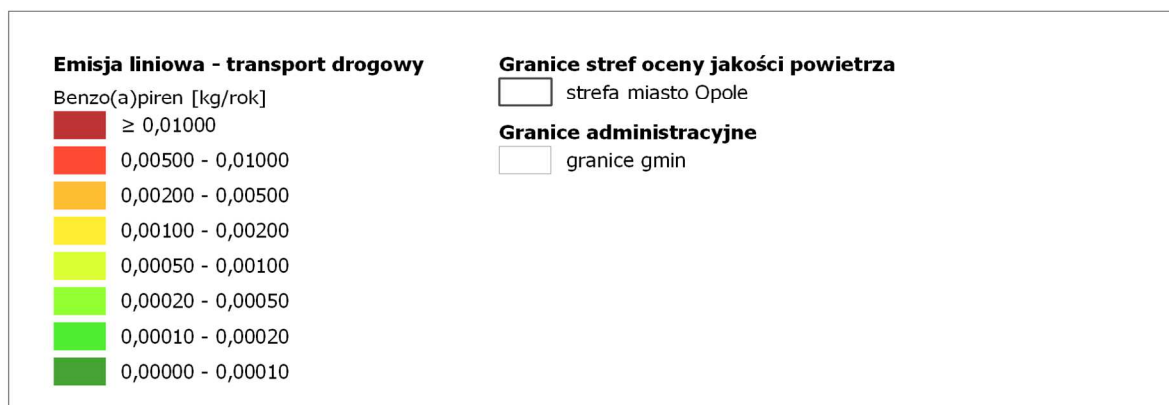 Emisja liniowa - transport drogowy
Benzo(a)piren [kg/rok]
≥ 0,01000
0,00500 - 0,01000
0,00200 - 0,00500
0,00100 - 0,00200
0,00050 - 0,00100
0,00020 - 0,00050
0,00010 - 0,00020
0,00000 - 0,00010
Granice stref oceny jakości powietrza
strefa miasto Opole
Granice administracyjne
granice gmin